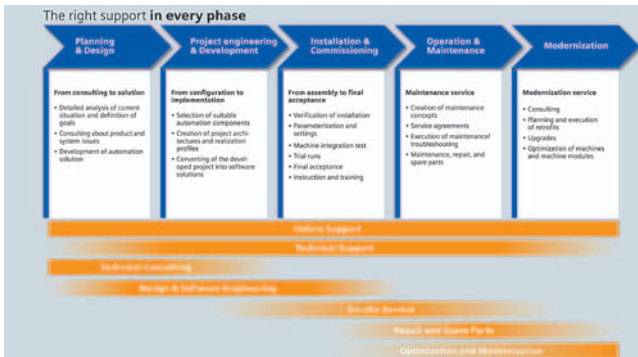 The right support in every phase
Planning
& Design
Project engineering
& Development
Installation &
Commissioning
Operation &
Maintenance
Modernization
From consulting to solution
• Detailed analysis of current
situation and definition of
goals
• Consulting about product and
system issues
• Development of automation
solution
From configuration to
implementation
• Selection of suitable
automation components
• Creation of project archi-
tectures and realization
profiles
• Converting of the devel-
oped project into software
solutions
From assembly to final
acceptance
• Verification of installation
• Parameterization and
settings
• Machine integration test
• Trial runs
• Final acceptance
• Instruction and training
Maintenance service
• Creation of maintenance
concepts
• Service agreements
• Execution of maintenance/
troubleshooting
• Maintenance, repair, and
spare parts
Modernization service
• Consulting
• Planning and execution
of retrofits
• Upgrades
• Optimization of machines
and machine modules
Online Support
Technical Support
Technical Consulting
Design & Software Engineering
On-site Service
Repair and Spare Parts
Optimization and Modernization